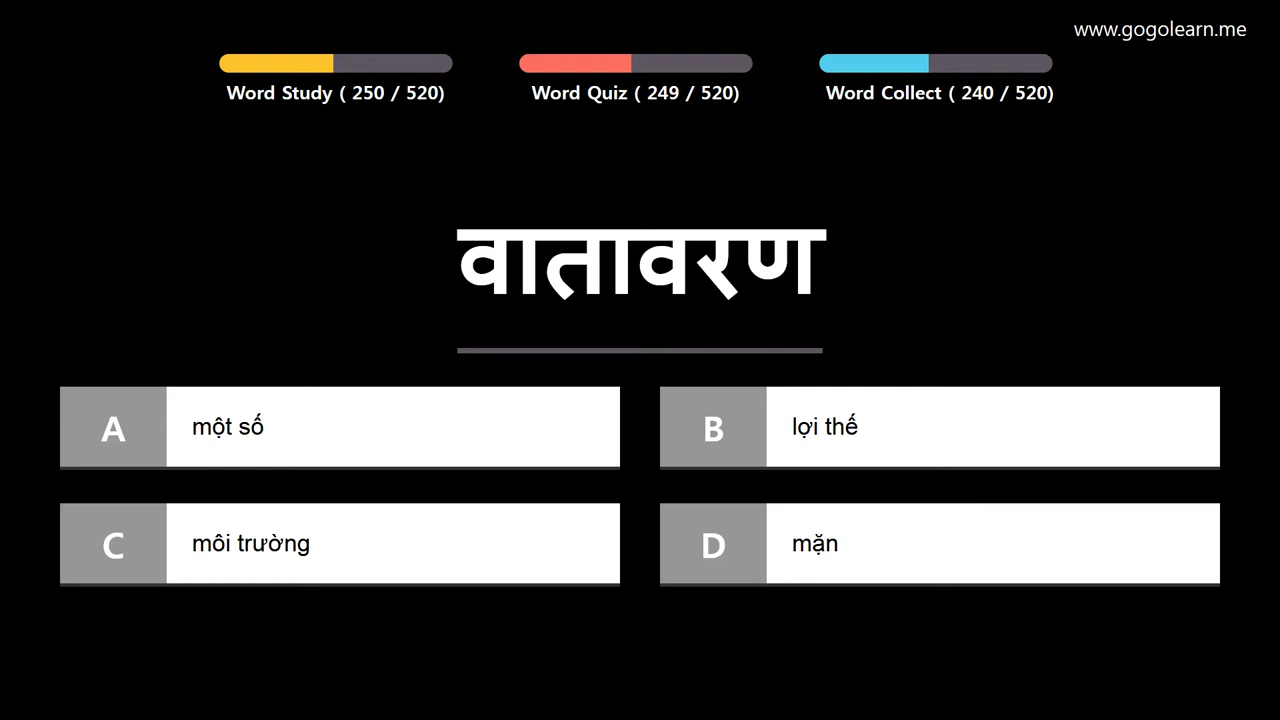 www.gogolearn.me
Word Study ( 250 / 520)
Word Quiz ( 249 / 520)
Word Collect ( 240 / 520)
वातावरण
A một số
B lợi thế
C môi trường
D mặn